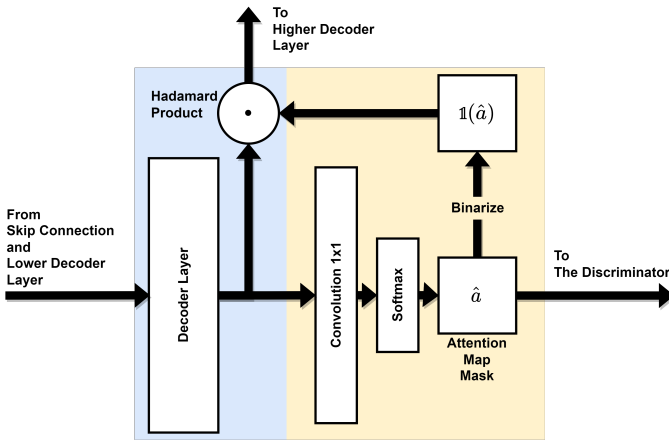 To
Higher Decoder
Layer
Hadamard
Product
𝟙(â)
From
Skip Connection
and
Lower Decoder
Layer
Decoder Layer
Convolution 1x1
Softmax
Binarize
â
Attention
Map
Mask
To
The Discriminator